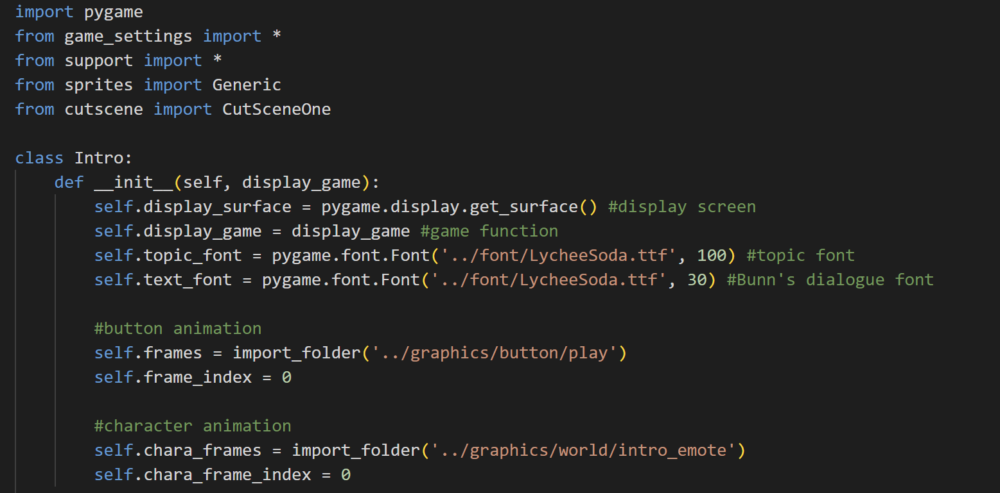 import pygame
from game_settings import *
from support import *
from sprites import Generic
from cutscene import CutSceneOne

class Intro:
    def __init__(self, display_game):
        self.display_surface = pygame.display.get_surface() #display screen
        self.display_game = display_game #game function
        self.topic_font = pygame.font.Font('../font/LycheeSoda.ttf', 100) #topic font
        self.text_font = pygame.font.Font('../font/LycheeSoda.ttf', 30) #Bunn's dialogue font

        #button animation
        self.frames = import_folder('../graphics/button/play')
        self.frame_index = 0

        #character animation
        self.chara_frames = import_folder('../graphics/world/intro_emote')
        self.chara_frame_index = 0